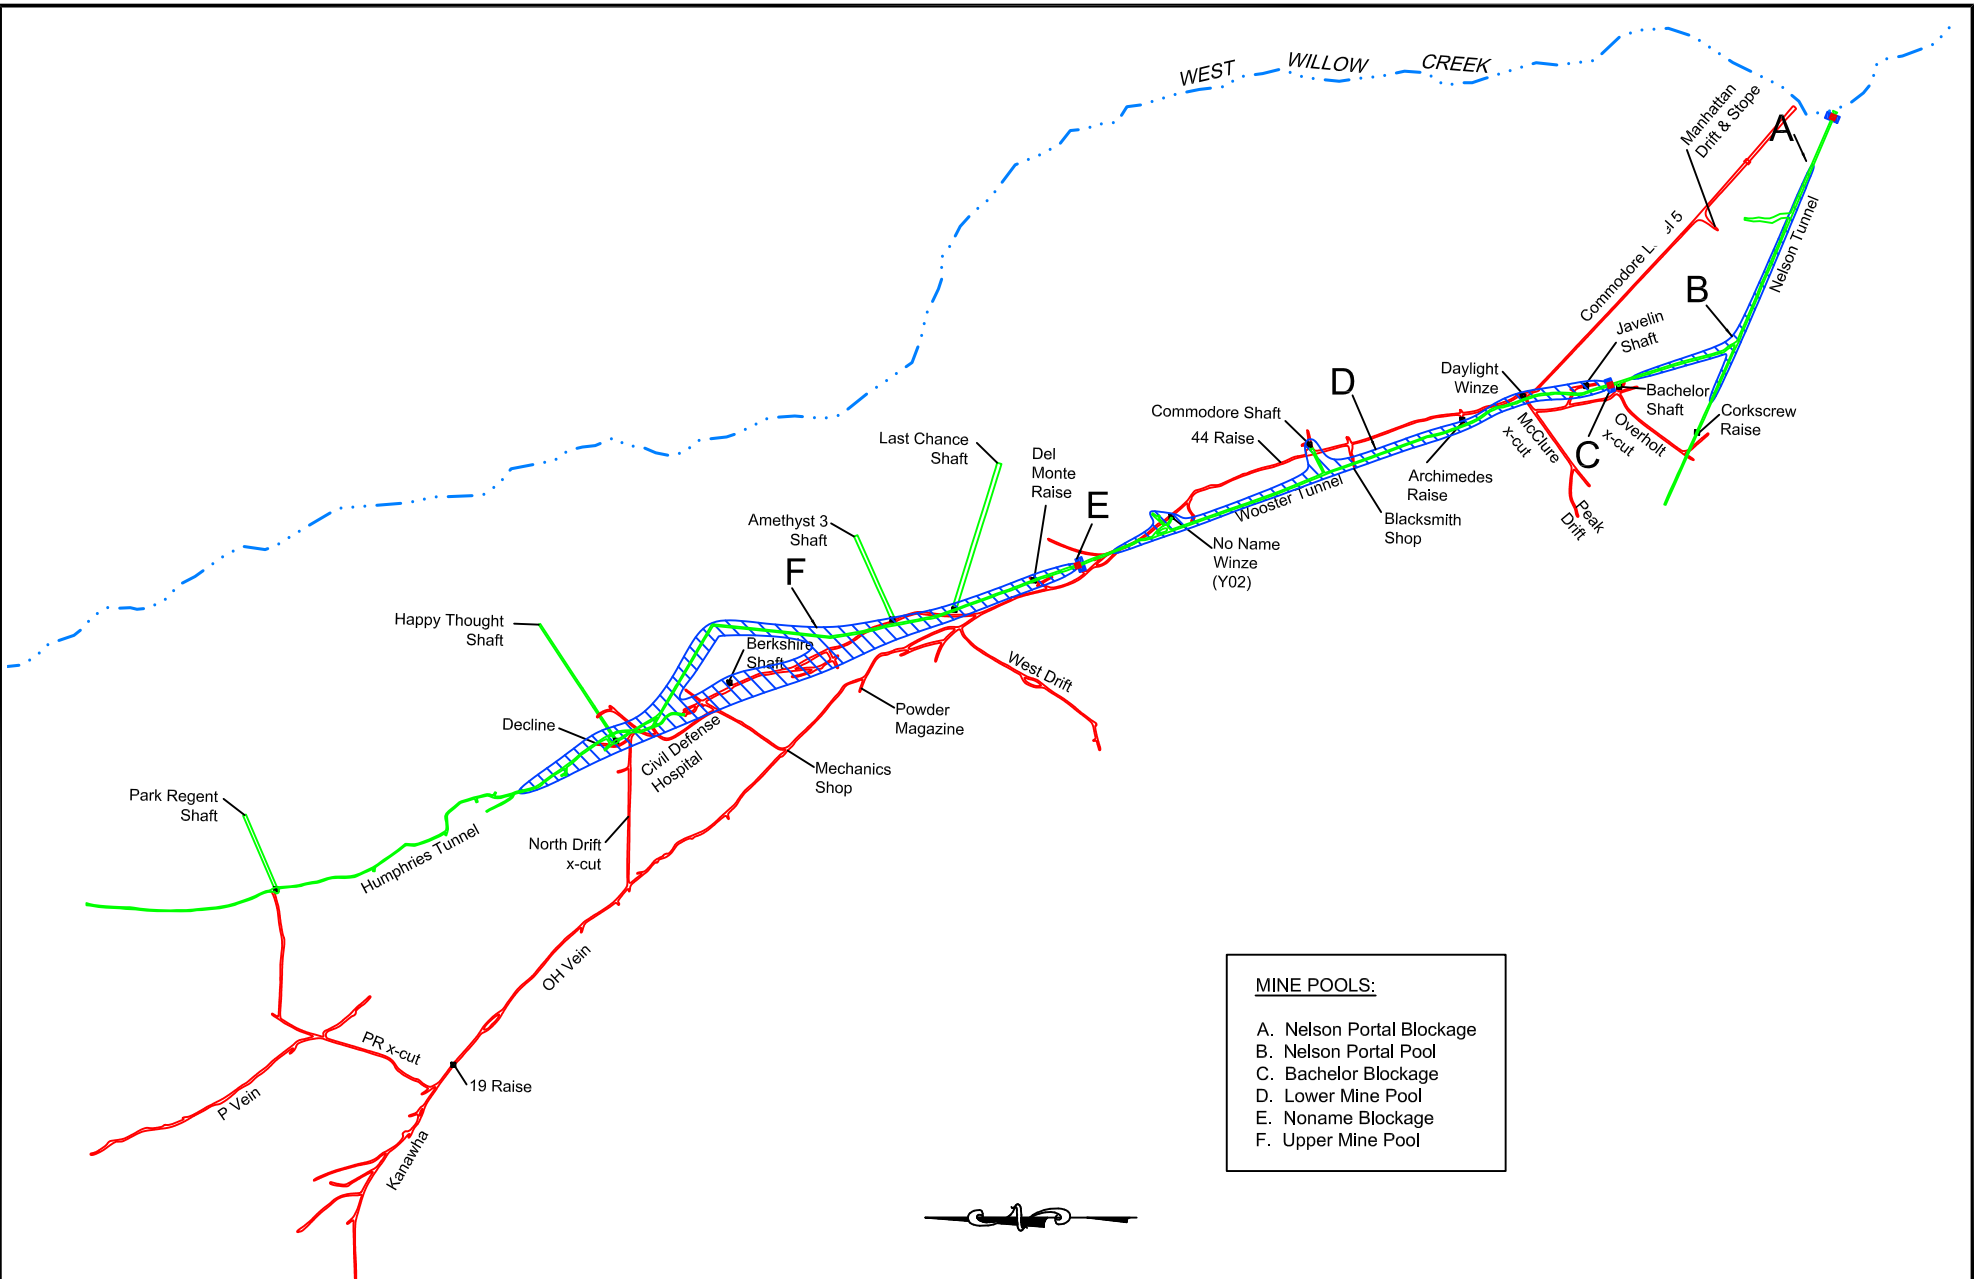 WEST WILLOW CREEK
Manhattan
Drift & Stope
A
Commodore L
el 5
Nelson Tunnel
B
Javelin
Shaft
Daylight
Winze
D
Bachelor
Shaft
Corkscrew
Raise
McClure
x-cut
C
Overholt
x-cut
Peak
Drift
Commodore Shaft
44 Raise
Archimedes
Raise
Wooster Tunnel
Blacksmith
Shop
Last Chance
Shaft
Del
Monte
Raise
E
No Name
Winze
(Y02)
Amethyst 3
Shaft
F
Happy Thought
Shaft
Berkshire
Shaft
West Drift
Powder
Magazine
Decline
Civil Defense
Hospital
Mechanics
Shop
Park Regent
Shaft
Humphries Tunnel
North Drift
x-cut
OH Vein
PR x-cut
19 Raise
P Vein
Kanawha
MINE POOLS:
A. Nelson Portal Blockage
B. Nelson Portal Pool
C. Bachelor Blockage
D. Lower Mine Pool
E. Noname Blockage
F. Upper Mine Pool